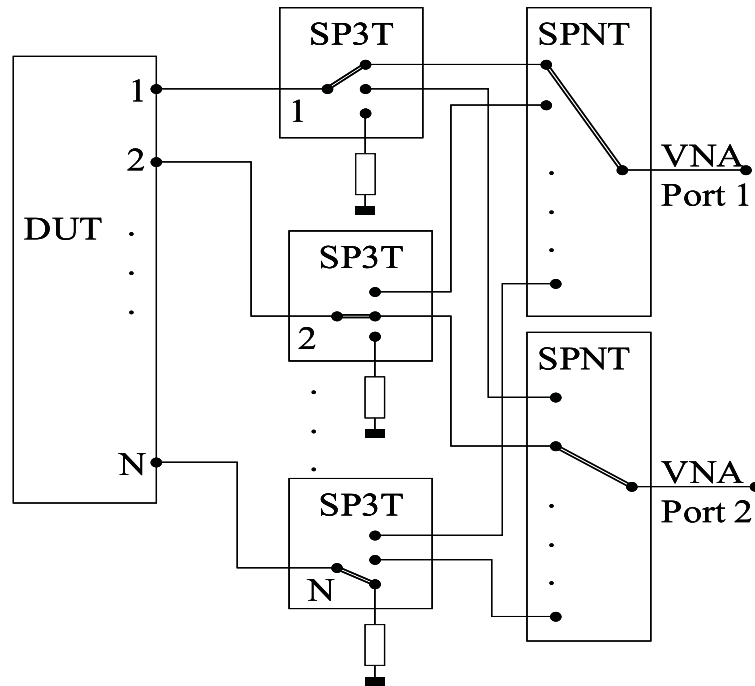 SP3T
SPNT
1
1
VNA
2
Port 1
DUT
SP3T
2
SPNT
N
VNA
SP3T
Port 2
N